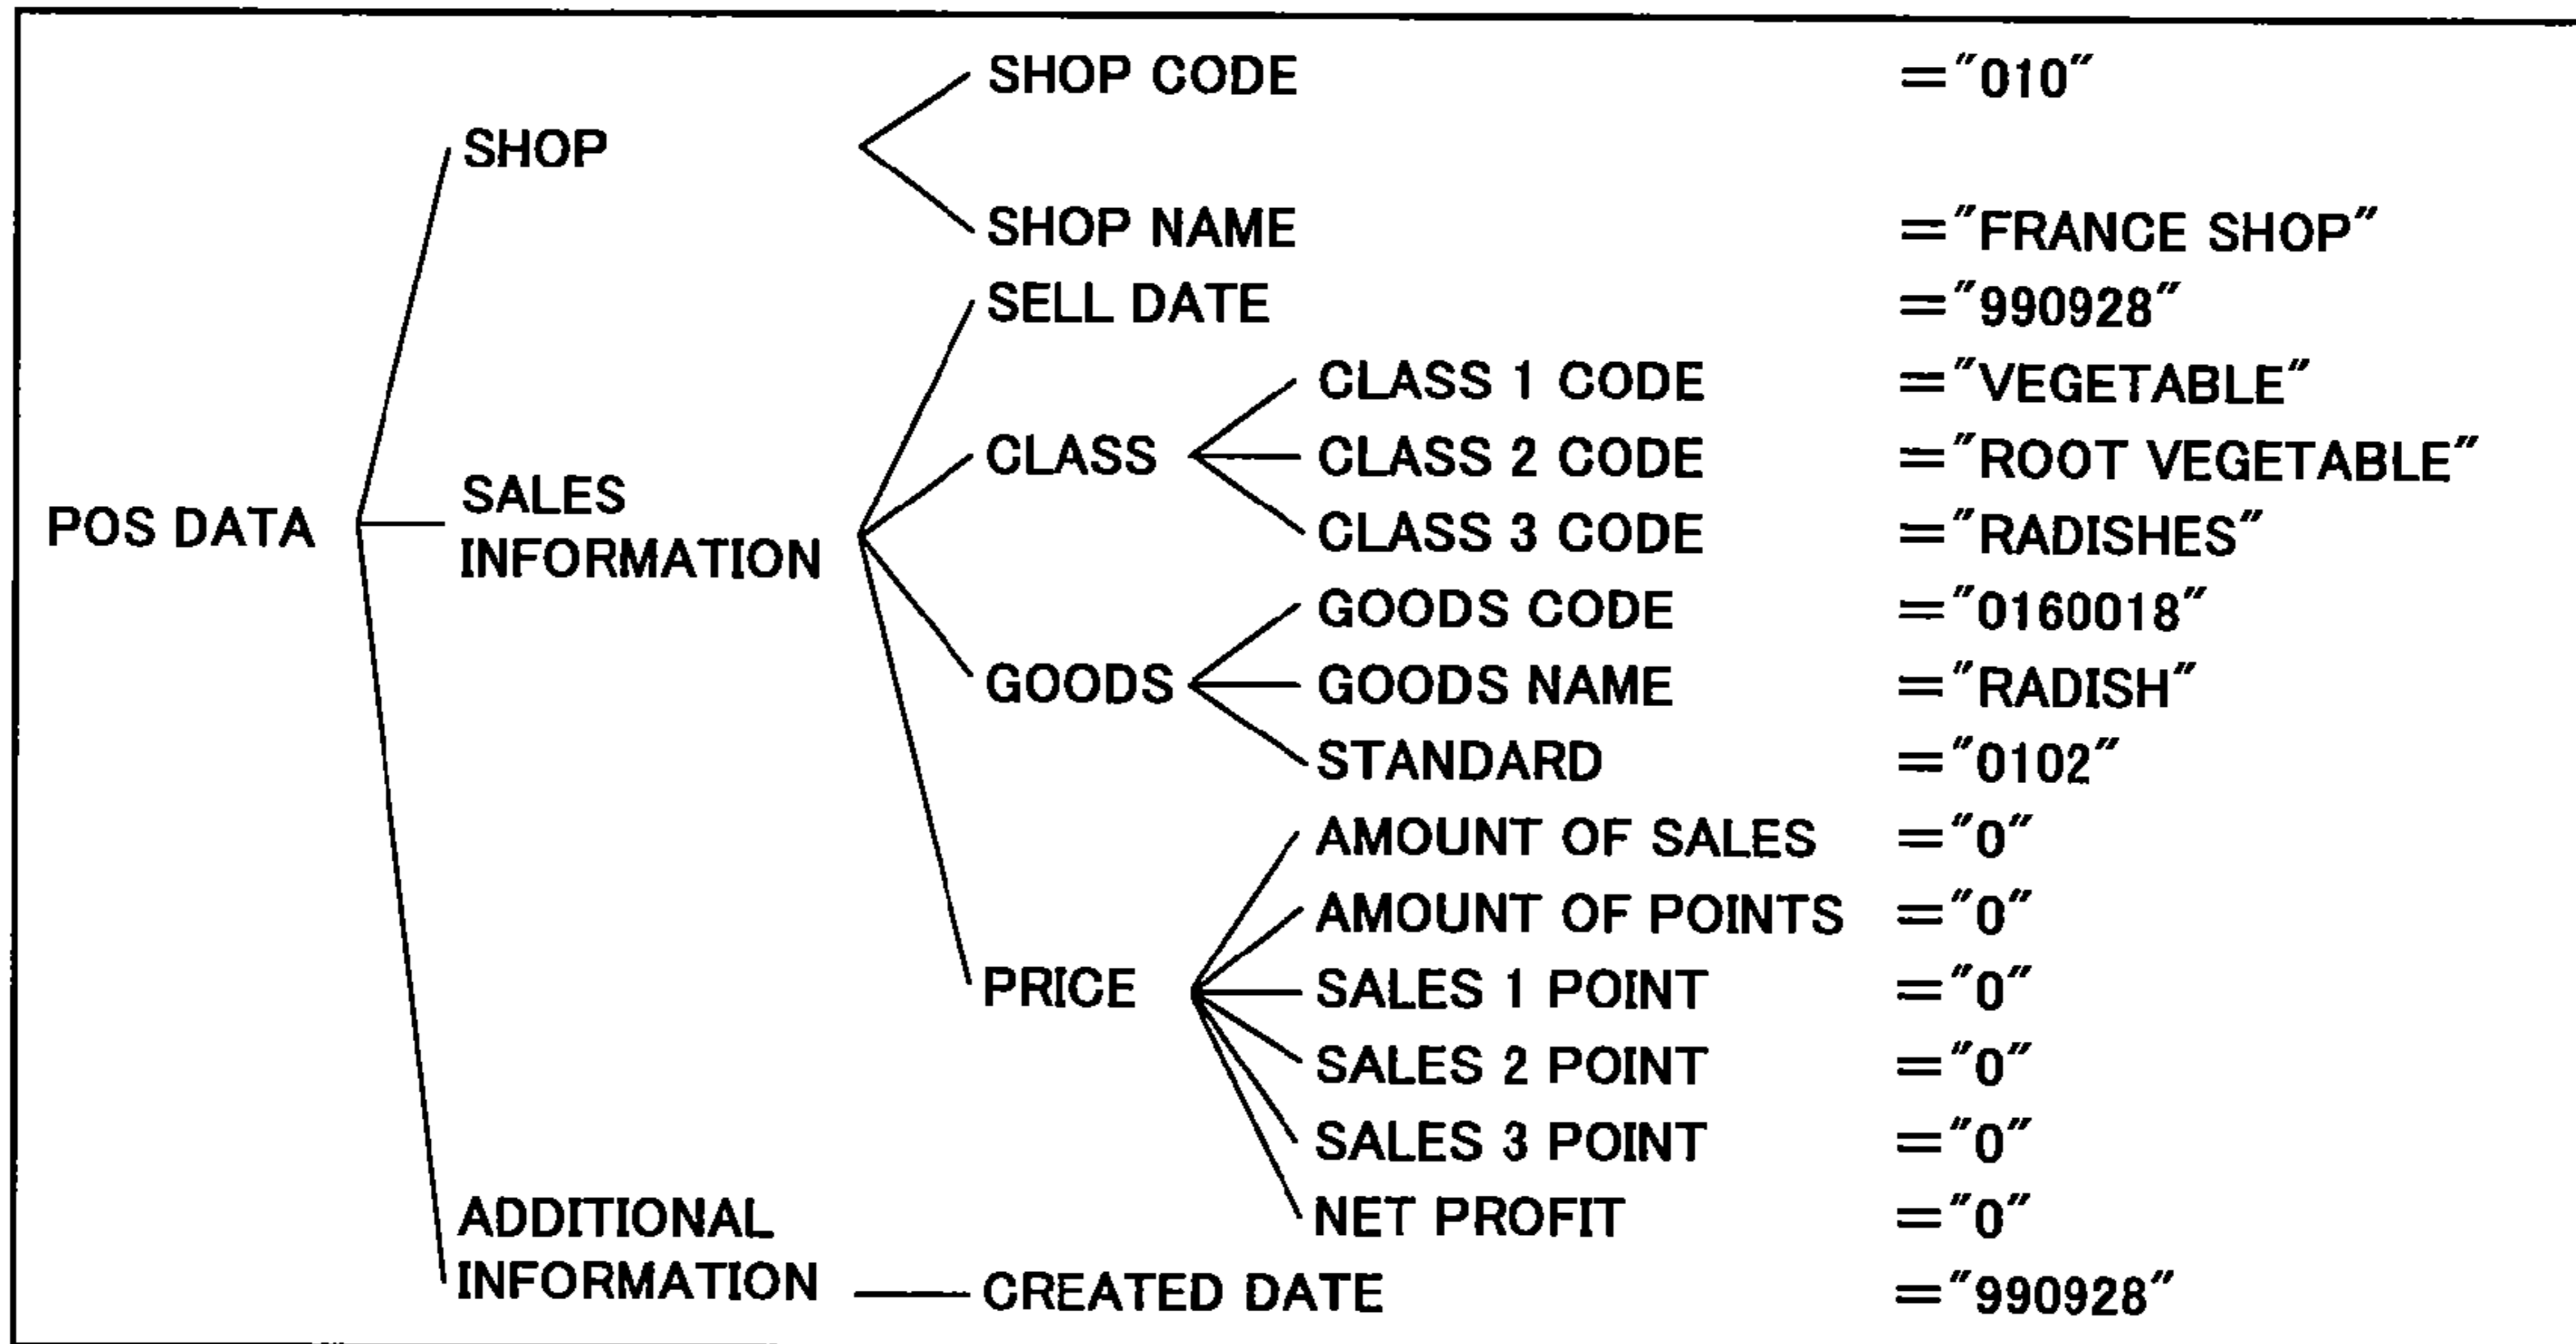 SHOP CODE ="010"
SHOP
SHOP NAME ="FRANCE SHOP"
SELL DATE ="990928"
CLASS 1 CODE ="VEGETABLE"
CLASS CLASS 2 CODE ="ROOT VEGETABLE"
SALES
INFORMATION
POS DATA
CLASS 3 CODE ="RADISHES"
GOODS CODE ="0160018"
GOODS GOODS NAME ="RADISH"
STANDARD ="0102"
AMOUNT OF SALES ="0"
AMOUNT OF POINTS ="0"
PRICE SALES 1 POINT ="0"
SALES 2 POINT ="0"
SALES 3 POINT ="0"
NET PROFIT ="0"
ADDITIONAL
INFORMATION CREATED DATE ="990928"